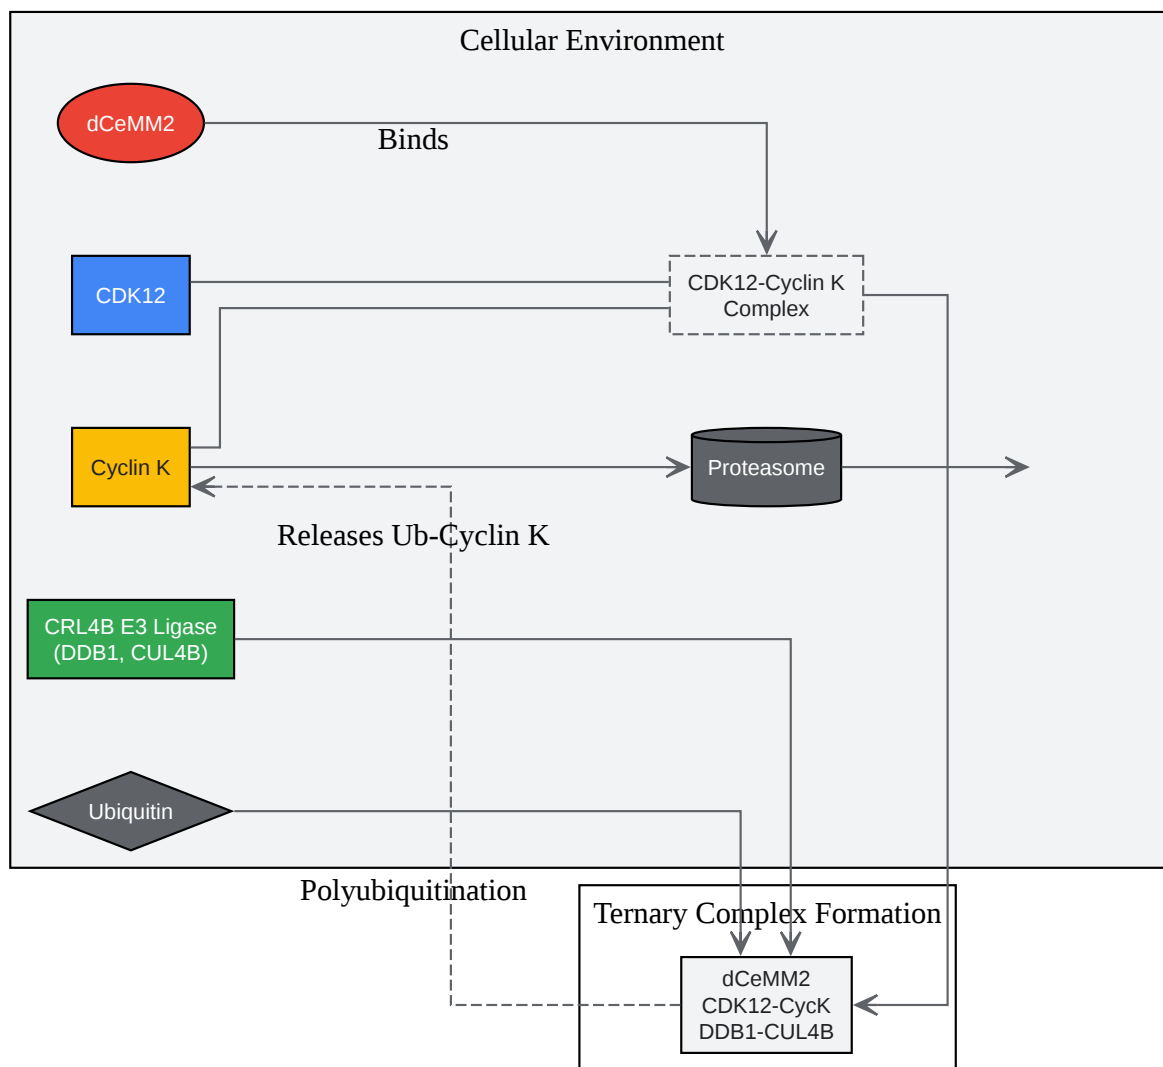 Cellular Environment
dCeMM2
Binds
CDK12
CDK12-Cyclin K
Complex
Cyclin K
Proteasome
Releases Ub-Cyclin K
CRL4B E3 Ligase
(DDB1, CUL4B)
Ubiquitin
Polyubiquitination
Ternary Complex Formation
dCeMM2
CDK12-CycK
DDB1-CUL4B